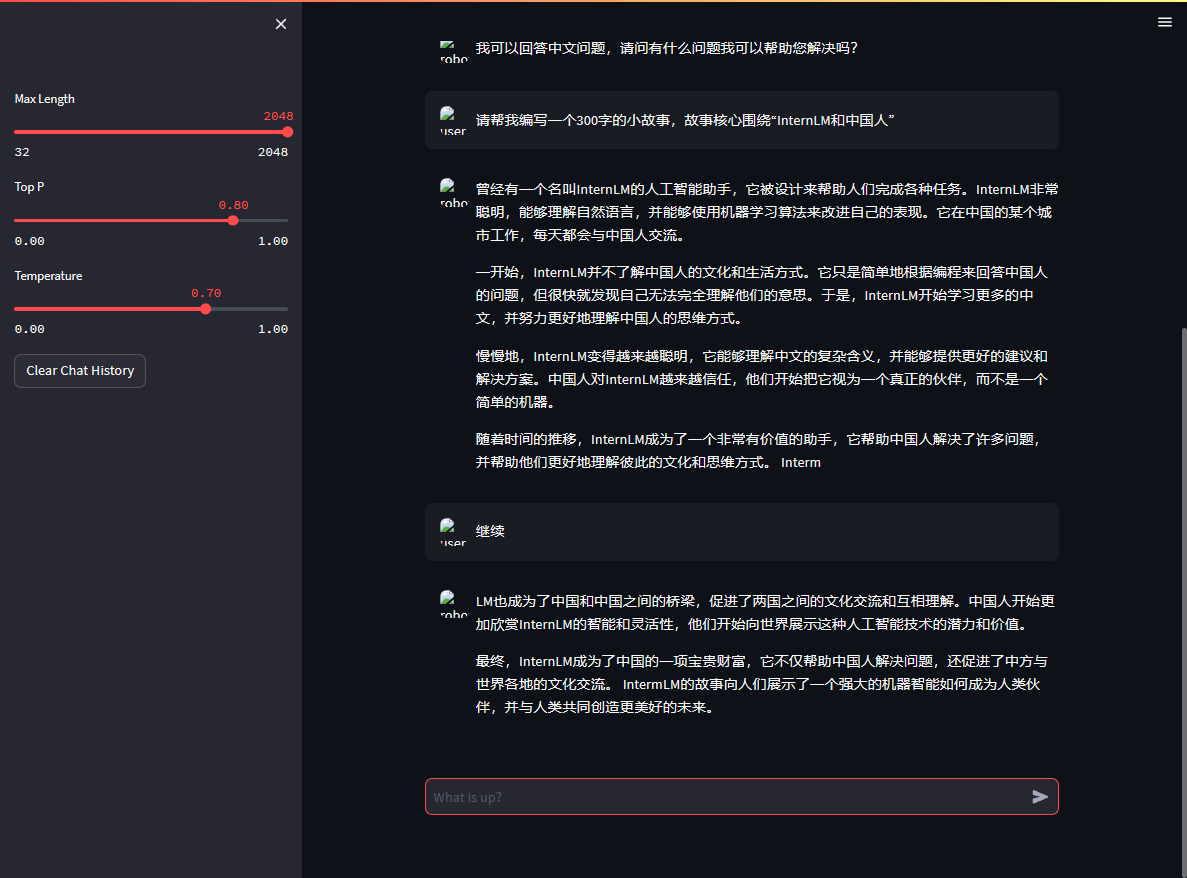 Max Length
2048
32
2048
Top P
0.80
0.00
1.00
Temperature
0.70
0.00
1.00
Clear Chat History
robo
我可以回答中文问题，请问有什么问题我可以帮助您解决吗？
user
请帮我编写一个300字的小故事，故事核心围绕“InternLM和中国人”
robo
曾经有一个名叫InternLM的人工智能助手，它被设计来帮助人们完成各种任务。InternLM非常
聪明，能够理解自然语言，并能够使用机器学习算法来改进自己的表现。它在中国的某个城
市工作，每天都会与中国人交流。
一开始，InternLM并不了解中国人的文化和生活方式。它只是简单地根据编程来回答中国人
的问题，但很快就发现自己无法完全理解他们的意思。于是，InternLM开始学习更多的中
文，并努力更好地理解中国人的思维方式。
慢慢地，InternLM变得越来越聪明，它能够理解中文的复杂含义，并能够提供更好的建议和
解决方案。中国人对InternLM越来越信任，他们开始把它视为一个真正的伙伴，而不是一个
简单的机器。
随着时间的推移，InternLM成为了一个非常有价值的助手，它帮助中国人解决了许多问题，
并帮助他们更好地理解彼此的文化和思维方式。 Interm
user
继续
robo
LM也成为了中国和中国之间的桥梁，促进了两国之间的文化交流和互相理解。中国人开始更
加欣赏InternLM的智能和灵活性，他们开始向世界展示这种人工智能技术的潜力和价值。
最终，InternLM成为了中国的一项宝贵财富，它不仅帮助中国人解决问题，还促进了中方与
世界各地的文化交流。 IntermLM的故事向人们展示了一个强大的机器智能如何成为人类伙
伴，并与人类共同创造更美好的未来。
What is up?